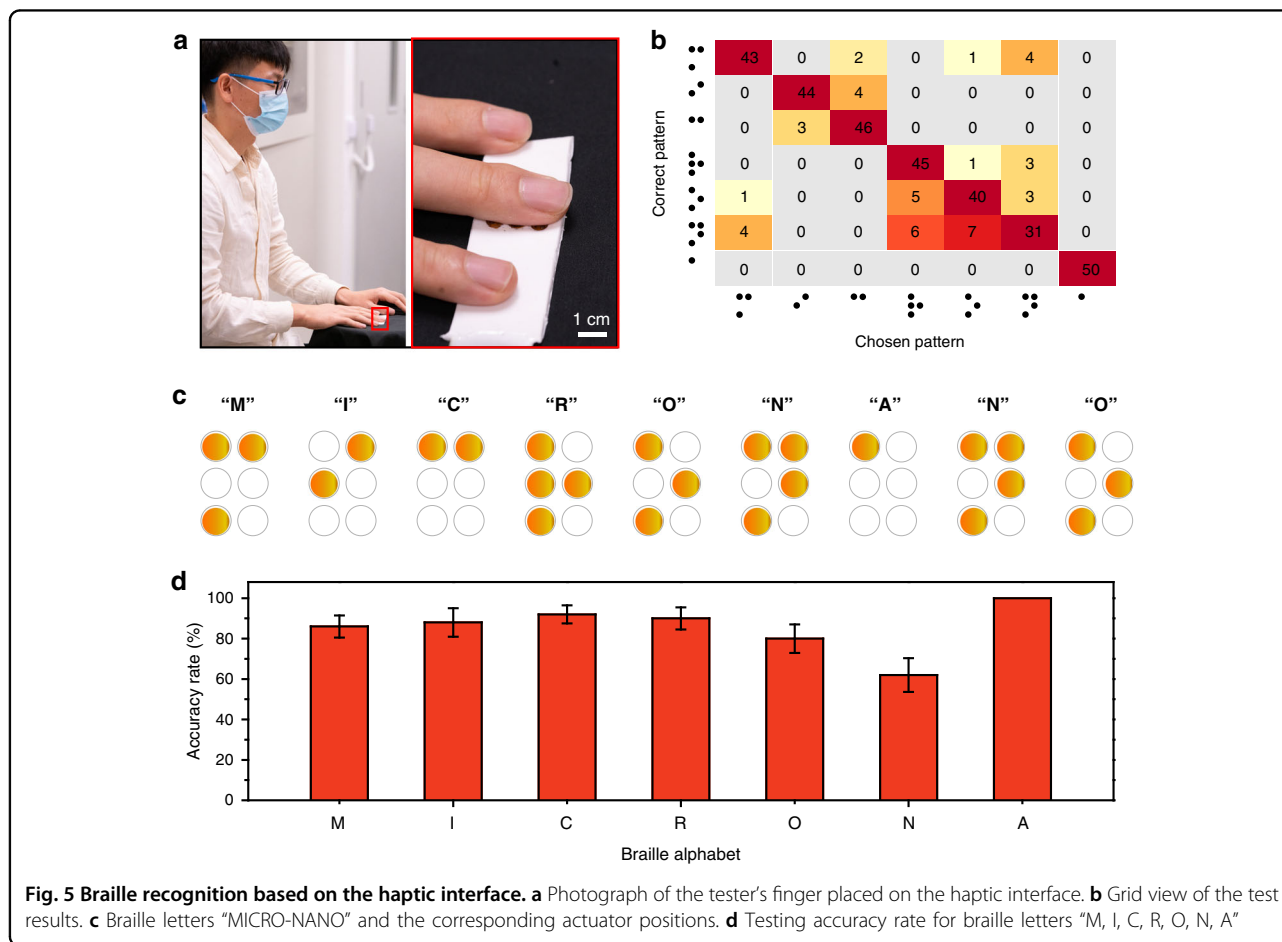 a
1 cm
b
Correct pattern
43 0 2 0 1 4 0
0 44 4 0 0 0 0
0 3 46 0 0 0 0
0 0 0 45 1 3 0
1 0 0 5 40 3 0
4 0 0 6 7 31 0
0 0 0 0 0 0 50
Chosen pattern
c
“M” “I” “C” “R” “O” “N” “A” “N” “O”
d
Accuracy rate (%)
100
80
60
40
20
0
M I C R O N A
Braille alphabet
Fig. 5 Braille recognition based on the haptic interface. a Photograph of the tester’s finger placed on the haptic interface. b Grid view of the test
results. c Braille letters “MICRO-NANO” and the corresponding actuator positions. d Testing accuracy rate for braille letters “M, I, C, R, O, N, A”